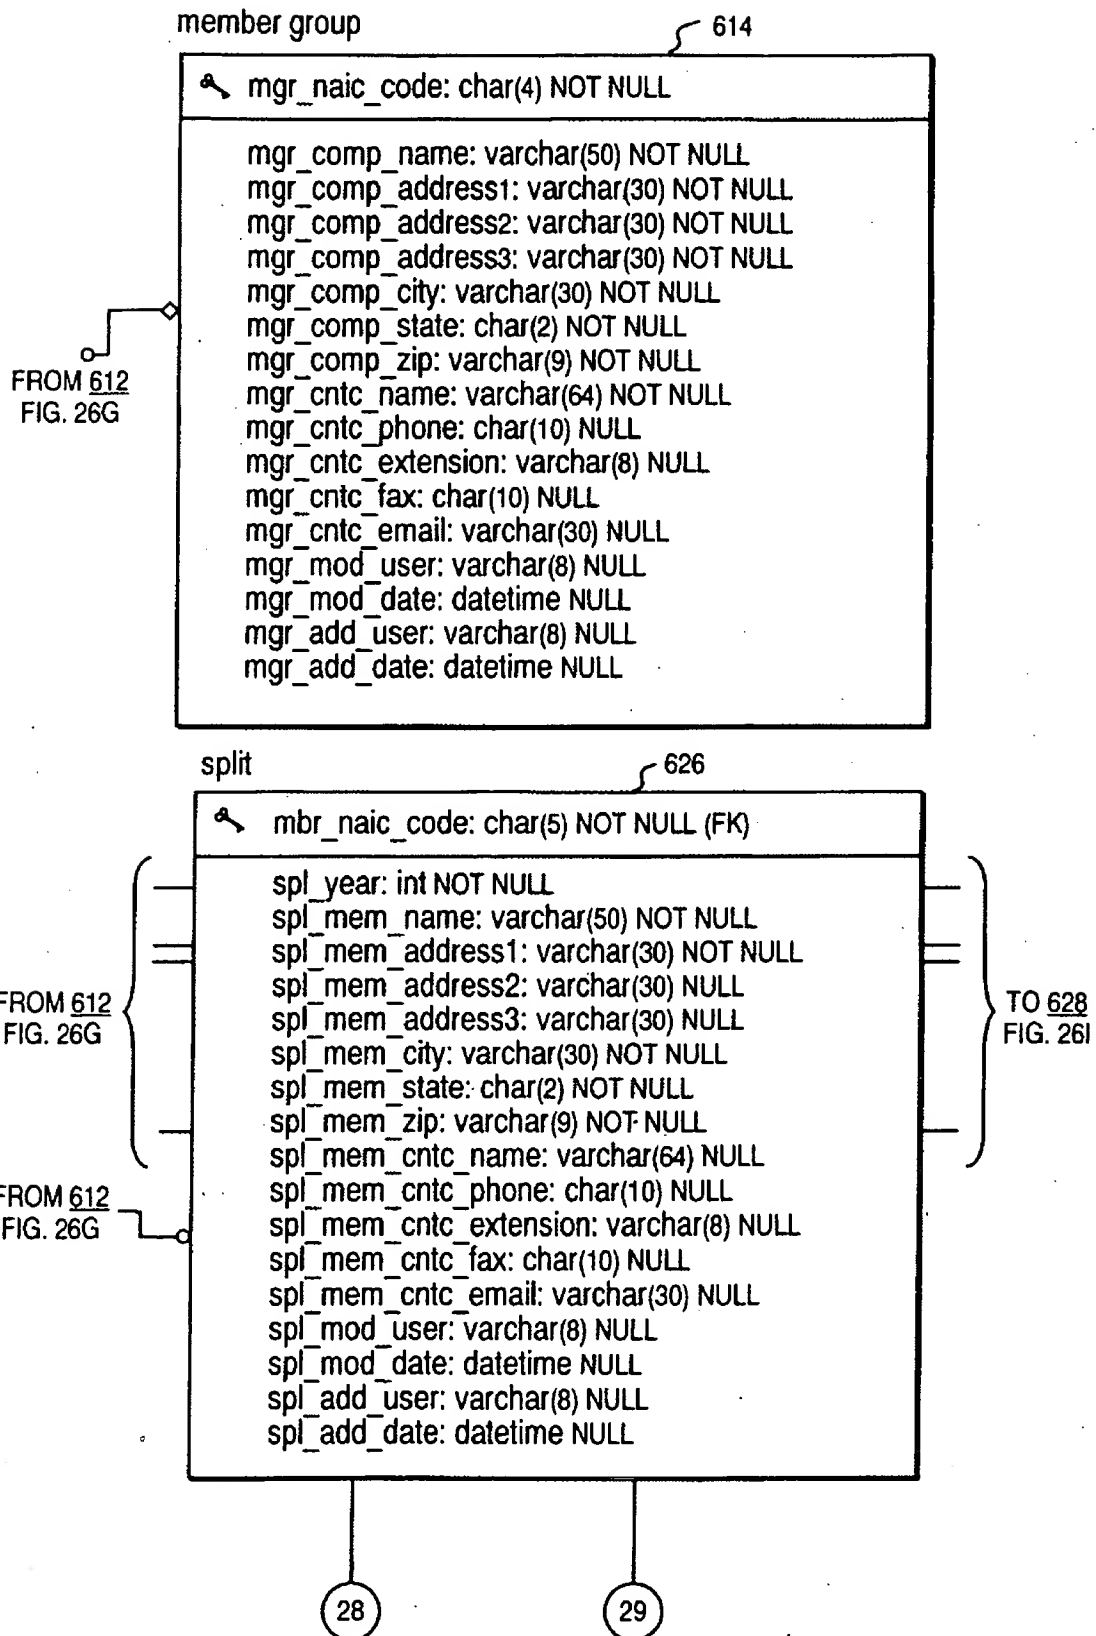 member group
614
mgr_naic_code: char(4) NOT NULL
mgr_comp_name: varchar(50) NOT NULL
mgr_comp_address1: varchar(30) NOT NULL
mgr_comp_address2: varchar(30) NOT NULL
mgr_comp_address3: varchar(30) NOT NULL
mgr_comp_city: varchar(30) NOT NULL
mgr_comp_state: char(2) NOT NULL
mgr_comp_zip: varchar(9) NOT NULL
mgr_cntc_name: varchar(64) NOT NULL
mgr_cntc_phone: char(10) NULL
mgr_cntc_extension: varchar(8) NULL
mgr_cntc_fax: char(10) NULL
mgr_cntc_email: varchar(30) NULL
mgr_mod_user: varchar(8) NULL
mgr_mod_date: datetime NULL
mgr_add_user: varchar(8) NULL
mgr_add_date: datetime NULL
FROM 612
FIG. 26G
split
626
mbr_naic_code: char(5) NOT NULL (FK)
spl_year: int NOT NULL
spl_mem_name: varchar(50) NOT NULL
spl_mem_address1: varchar(30) NOT NULL
spl_mem_address2: varchar(30) NULL
spl_mem_address3: varchar(30) NULL
spl_mem_city: varchar(30) NOT NULL
spl_mem_state: char(2) NOT NULL
spl_mem_zip: varchar(9) NOT NULL
spl_mem_cntc_name: varchar(64) NULL
spl_mem_cntc_phone: char(10) NULL
spl_mem_cntc_extension: varchar(8) NULL
spl_mem_cntc_fax: char(10) NULL
spl_mem_cntc_email: varchar(30) NULL
spl_mod_user: varchar(8) NULL
spl_mod_date: datetime NULL
spl_add_user: varchar(8) NULL
spl_add_date: datetime NULL
FROM 612
FIG. 26G
FROM 612
FIG. 26G
TO 628
FIG. 26I
28
29